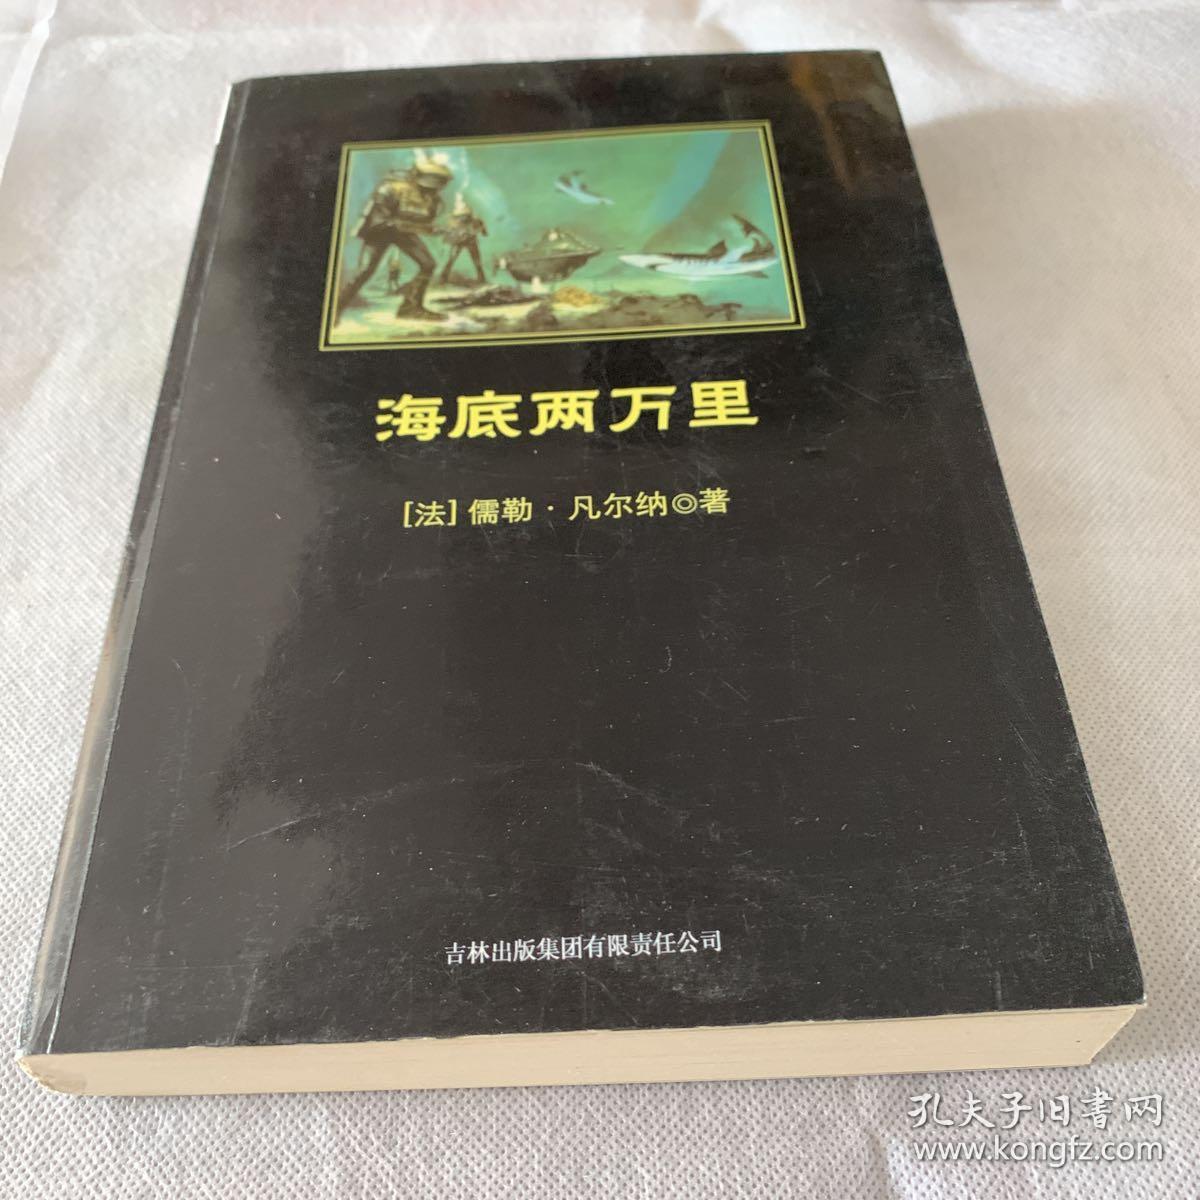 海底两万里
[法] 儒勒·凡尔纳◎著
吉林出版集团有限责任公司
孔夫子旧书网
www.kongfz.com